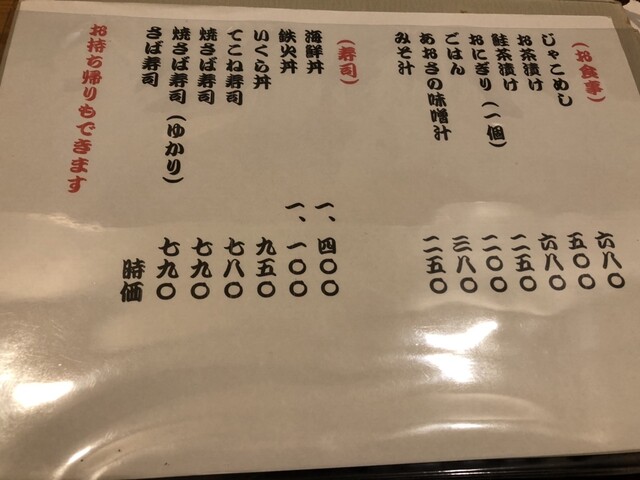 (お食事)
じゃこめし 六八〇
お茶漬け 五〇〇
鮭茶漬け 六八〇
おにぎり(一個) 二五〇
ごはん 二〇〇
あおさの味噌汁 三八〇
みそ汁 二五〇
(寿司)
海鮮丼 一、四〇〇
鉄火丼 一、一〇〇
いくら丼 九五〇
てこね寿司 七八〇
焼さば寿司 七九〇
焼さば寿司(ゆかり) 七九〇
さば寿司 時価
お持ち帰りもできます